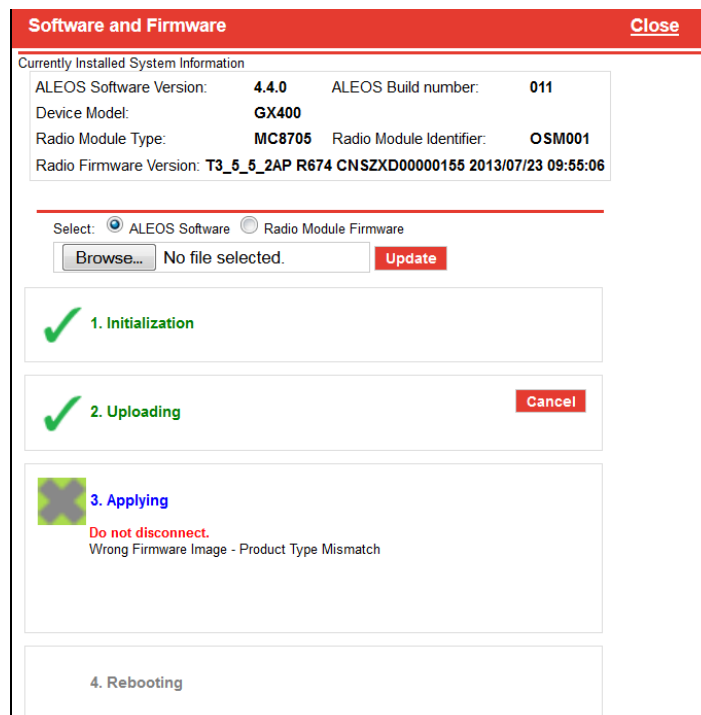 Software and Firmware Close
Currently Installed System Information
ALEOS Software Version: 4.4.0 ALEOS Build number: 011
Device Model: GX400
Radio Module Type: MC8705 Radio Module Identifier: OSM001
Radio Firmware Version: T3_5_5_2AP R674 CNSZXD00000155 2013/07/23 09:55:06
Select: ALEOS Software Radio Module Firmware
Browse... No file selected. Update
1. Initialization
2. Uploading Cancel
3. Applying
Do not disconnect.
Wrong Firmware Image - Product Type Mismatch
4. Rebooting